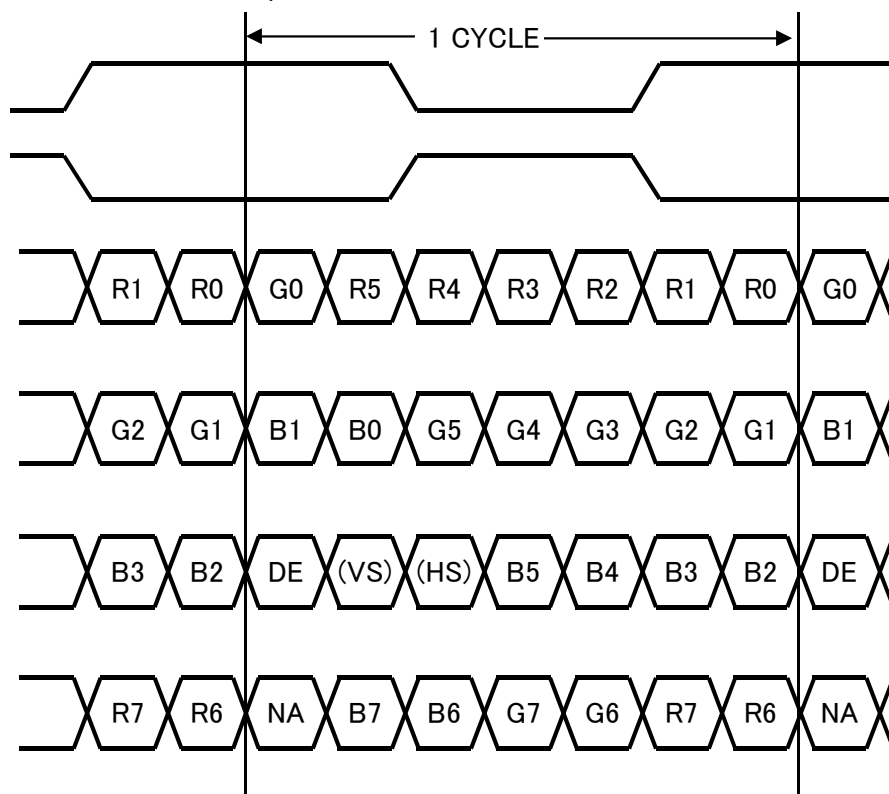 1 CYCLE
R1 R0 G0 R5 R4 R3 R2 R1 R0 G0
G2 G1 B1 B0 G5 G4 G3 G2 G1 B1
B3 B2 DE (VS) (HS) B5 B4 B3 B2 DE
R7 R6 NA B7 B6 G7 G6 R7 R6 NA